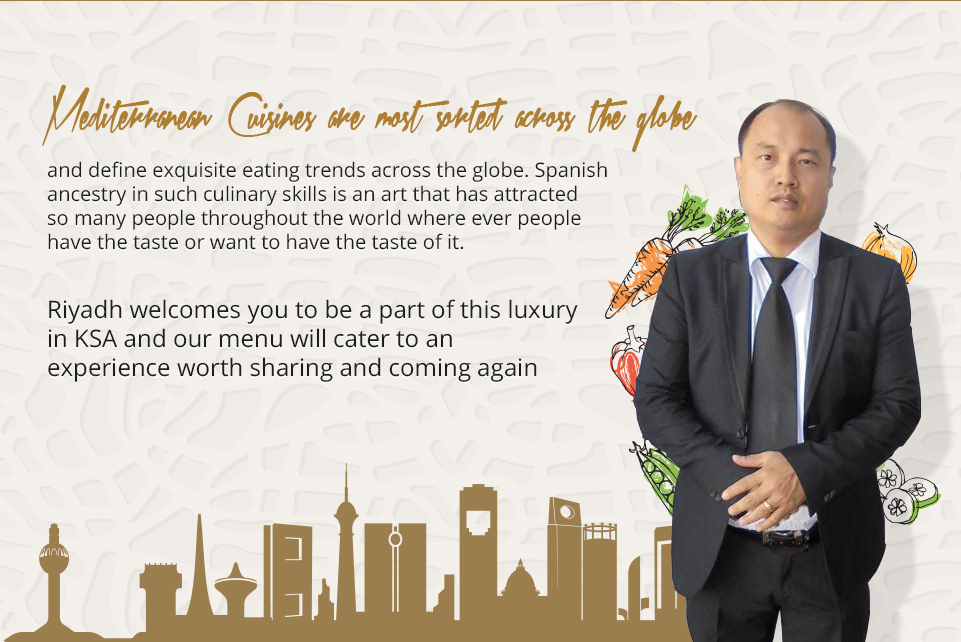 Mediterranean Cuisines are most sorted across the globe
and define exquisite eating trends across the globe. Spanish
ancestry in such culinary skills is an art that has attracted
so many people throughout the world where ever people
have the taste or want to have the taste of it.
Riyadh welcomes you to be a part of this luxury
in KSA and our menu will cater to an
experience worth sharing and coming again